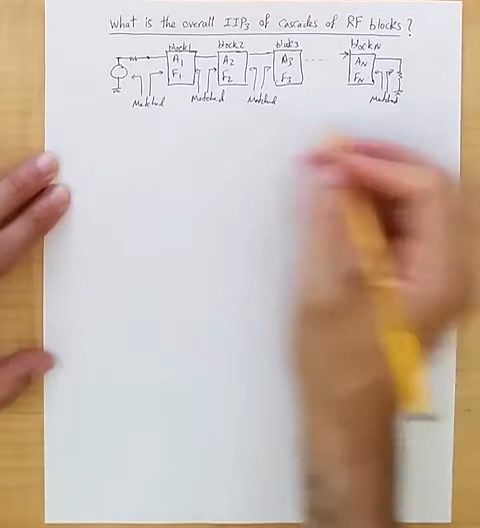 What is the overall IIP3 of cascades of RF blocks?
block1 block2 block3 blockN
A1 A2 A3 AN
F1 F2 F3 FN
Matched Matched Matched Matched